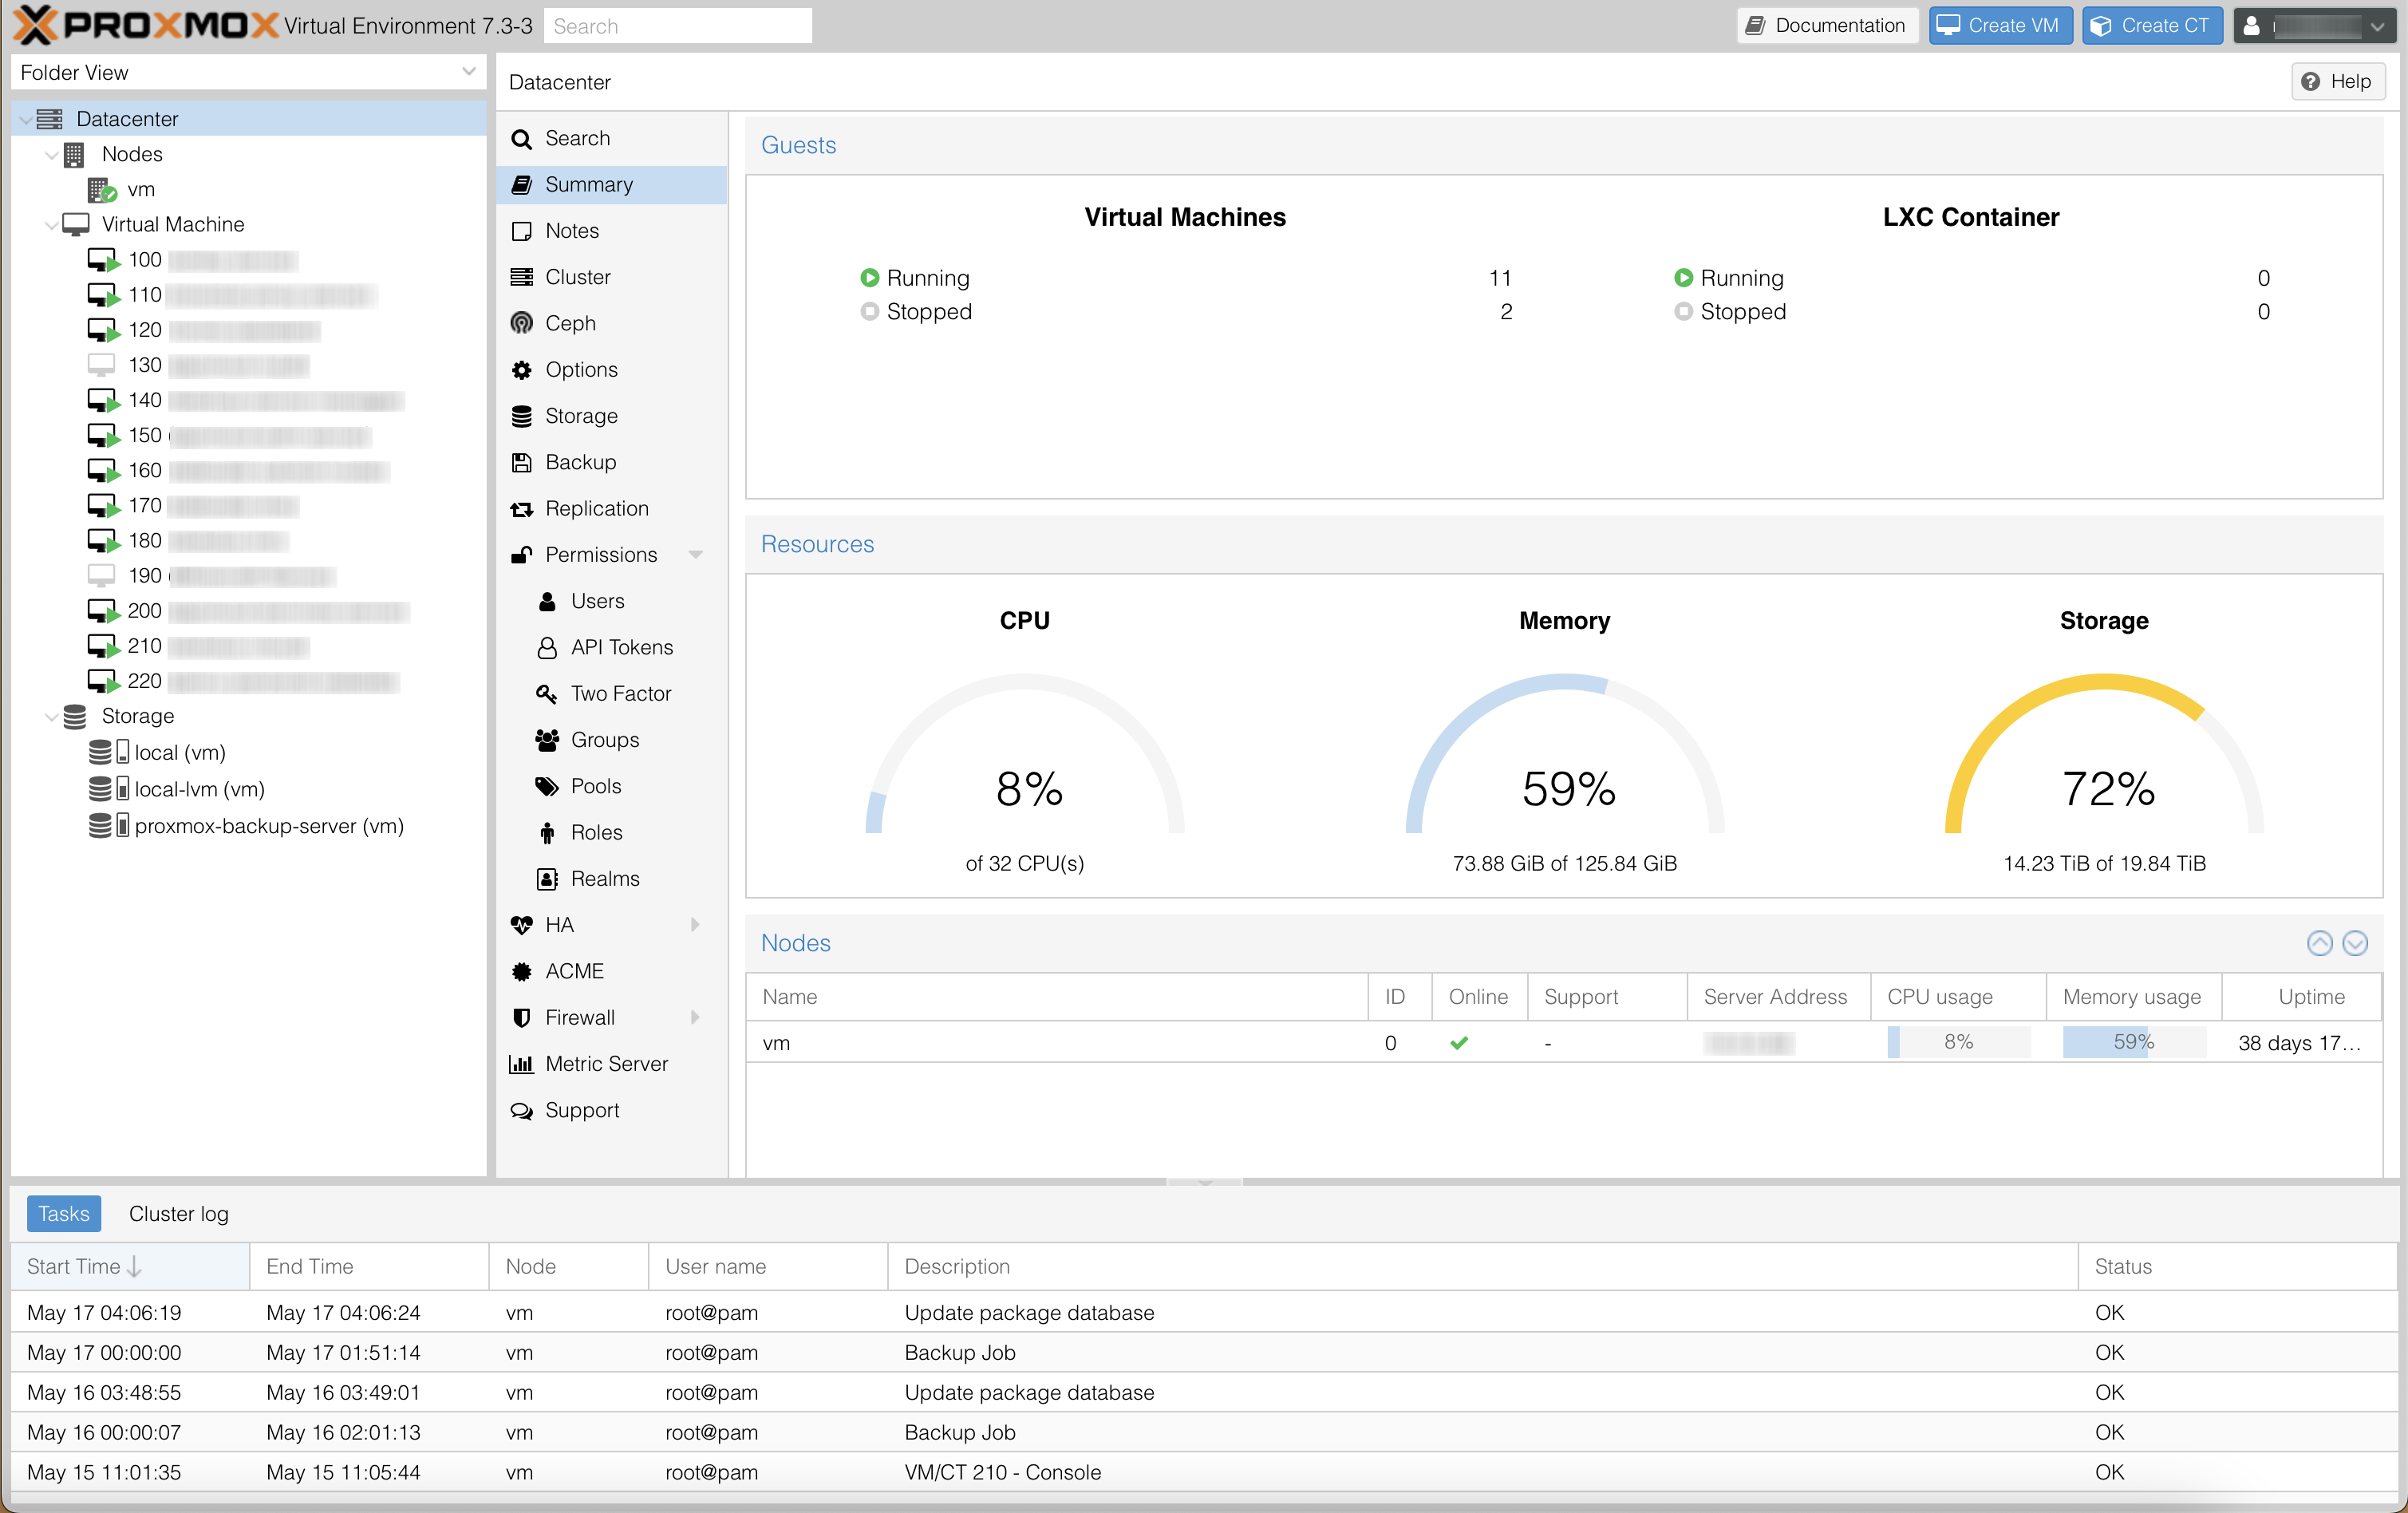 PROXMOX Virtual Environment 7.3-3 Search Documentation Create VM Create CT
Folder View
Datacenter
Nodes
vm
Virtual Machine
100
110
120
130
140
150
160
170
180
190
200
210
220
Storage
local (vm)
local-lvm (vm)
proxmox-backup-server (vm)
Datacenter
Help
Search
Summary
Notes
Cluster
Ceph
Options
Storage
Backup
Replication
Permissions
Users
API Tokens
Two Factor
Groups
Pools
Roles
Realms
HA
ACME
Firewall
Metric Server
Support
Guests
Virtual Machines
Running 11
Stopped 2
LXC Container
Running 0
Stopped 0
Resources
CPU
8%
of 32 CPU(s)
Memory
59%
73.88 GiB of 125.84 GiB
Storage
72%
14.23 TiB of 19.84 TiB
Nodes
Name ID Online Support Server Address CPU usage Memory usage Uptime
vm 0 - 8% 59% 38 days 17...
Tasks Cluster log
Start Time End Time Node User name Description Status
May 17 04:06:19 May 17 04:06:24 vm root@pam Update package database OK
May 17 00:00:00 May 17 01:51:14 vm root@pam Backup Job OK
May 16 03:48:55 May 16 03:49:01 vm root@pam Update package database OK
May 16 00:00:07 May 16 02:01:13 vm root@pam Backup Job OK
May 15 11:01:35 May 15 11:05:44 vm root@pam VM/CT 210 - Console OK